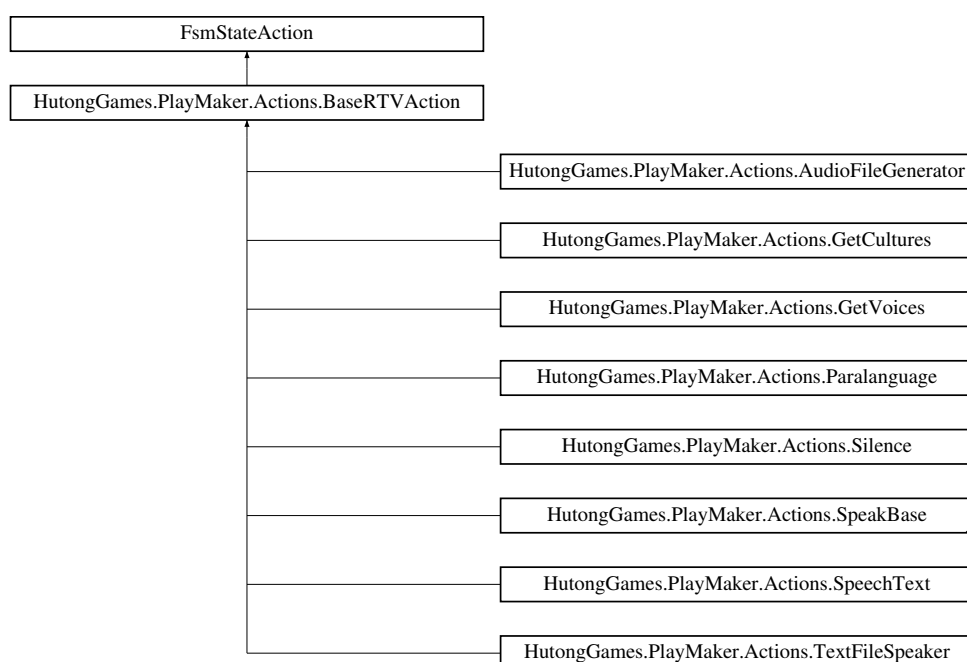 FsmStateAction
HutongGames.PlayMaker.Actions.BaseRTVAction
HutongGames.PlayMaker.Actions.AudioFileGenerator
HutongGames.PlayMaker.Actions.GetCultures
HutongGames.PlayMaker.Actions.GetVoices
HutongGames.PlayMaker.Actions.Paralanguage
HutongGames.PlayMaker.Actions.Silence
HutongGames.PlayMaker.Actions.SpeakBase
HutongGames.PlayMaker.Actions.SpeechText
HutongGames.PlayMaker.Actions.TextFileSpeaker